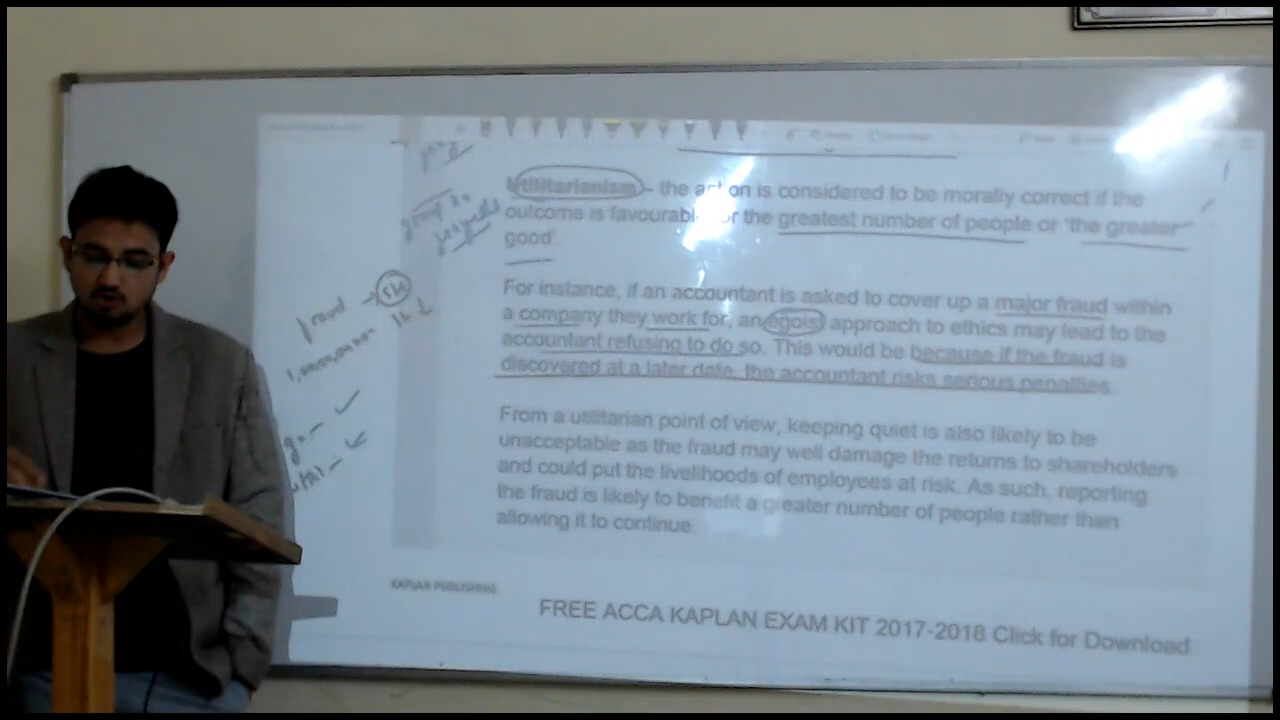 Utilitarianism - the action is considered to be morally correct if the
outcome is favourable for the greatest number of people or 'the greater
good'
For instance, if an accountant is asked to cover up a major fraud within
a company they work for, an egoist approach to ethics may lead to the
accountant refusing to do so. This would be because if the fraud is
discovered at a later date, the accountant risks serious penalties.
From a utilitarian point of view, keeping quiet is also likely to be
unacceptable as the fraud may well damage the returns to shareholders
and could put the livelihoods of employees at risk. As such, reporting
the fraud is likely to benefit a greater number of people rather than
allowing it to continue.
fraud
KAPLAN PUBLISHING
FREE ACCA KAPLAN EXAM KIT 2017-2018 Click for Download